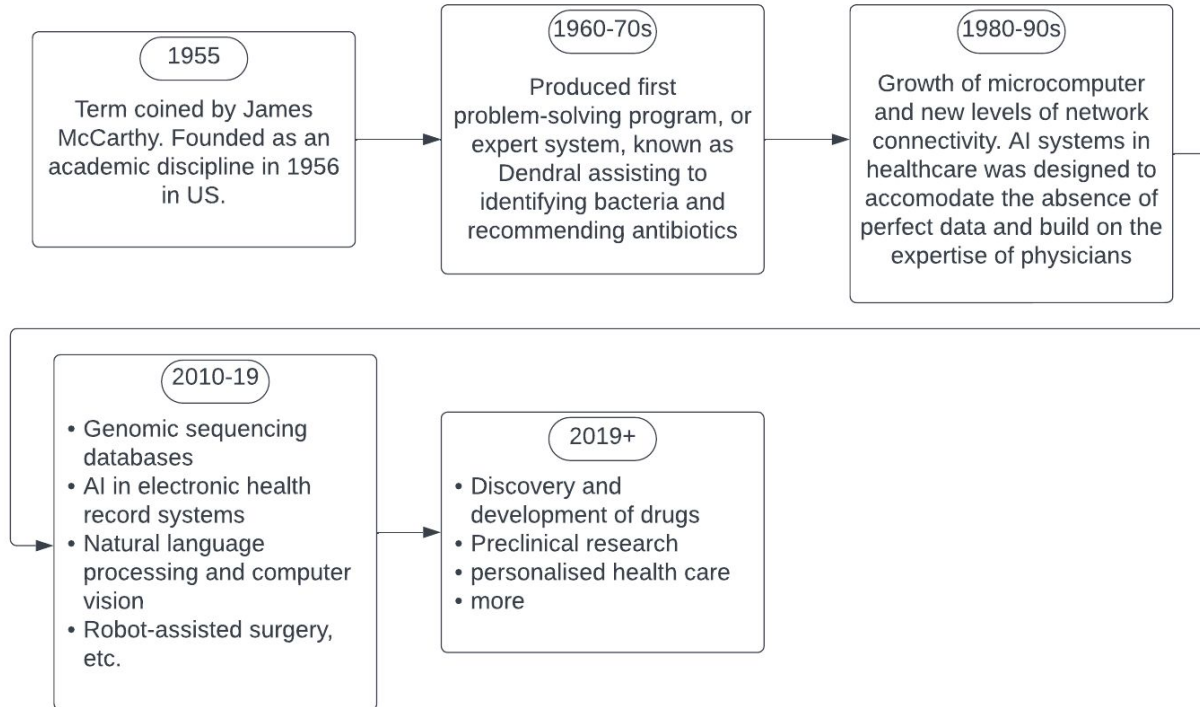 1955
Term coined by James
McCarthy. Founded as an
academic discipline in 1956
in US.
1960-70s
Produced first
problem-solving program, or
expert system, known as
Dendral assisting to
identifying bacteria and
recommending antibiotics
1980-90s
Growth of microcomputer
and new levels of network
connectivity. AI systems in
healthcare was designed to
accomodate the absence of
perfect data and build on the
expertise of physicians
2010-19
• Genomic sequencing
databases
• AI in electronic health
record systems
• Natural language
processing and computer
vision
• Robot-assisted surgery,
etc.
2019+
• Discovery and
development of drugs
• Preclinical research
• personalised health care
• more